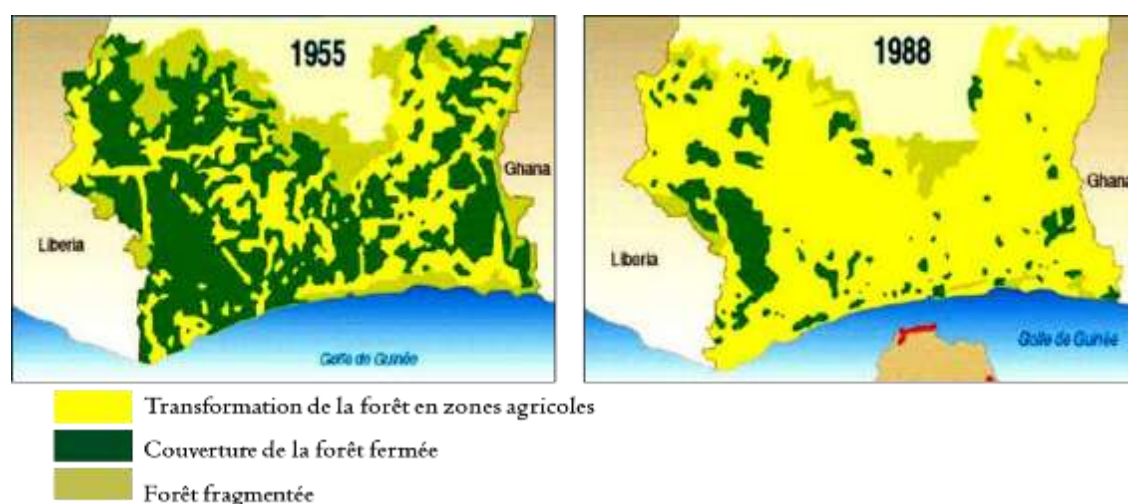 1955
Ghana
Liberia
Golfe de Guinée
1988
Ghana
Liberia
Golfe de Guinée
Transformation de la forêt en zones agricoles
Couverture de la forêt fermée
Forêt fragmentée